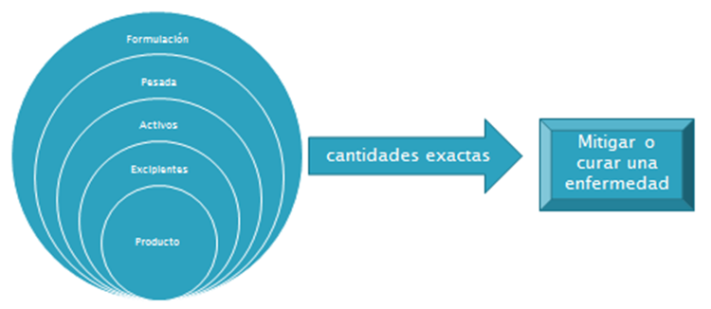 Formulación
Pesada
Activos
Excipientes
Producto
cantidades exactas
Mitigar o
curar una
enfermedad